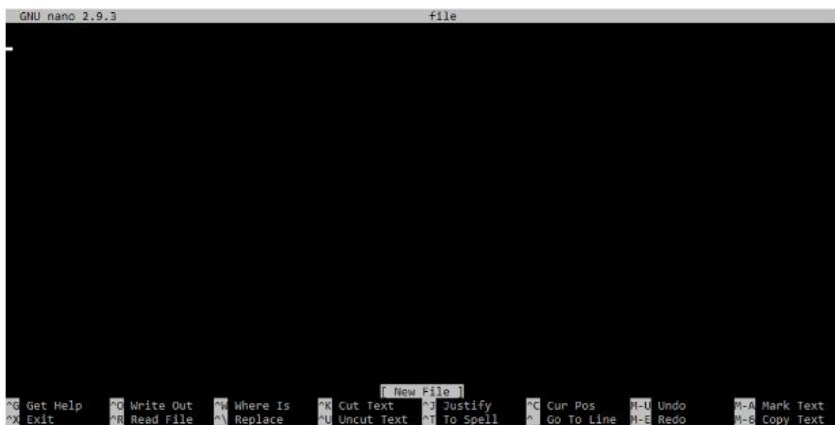 GNU nano 2.9.3 file
[ New File ]
^G Get Help ^O Write Out ^W Where Is ^K Cut Text ^J Justify ^C Cur Pos M-U Undo M-A Mark Text
^X Exit ^R Read File ^\ Replace ^U Uncut Text ^T To Spell ^_ Go To Line M-E Redo M-6 Copy Text